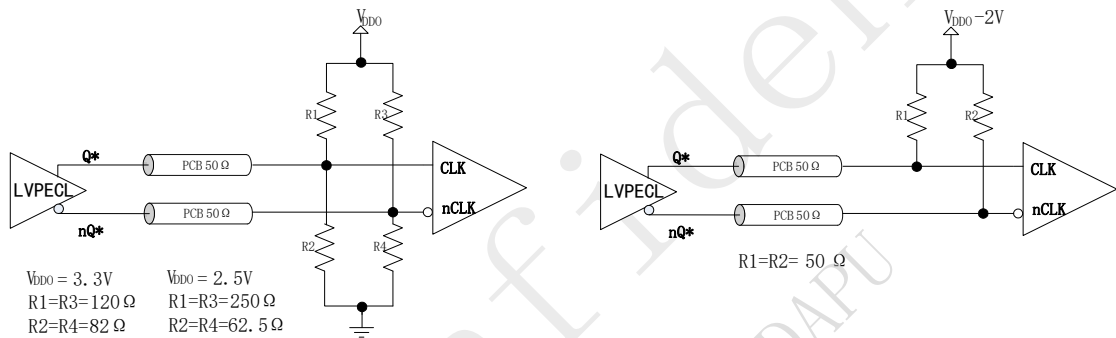 VDDO
VDDO-2V
R1
R3
R1
R2
Q*
PCB 50 Ω
CLK
LVPECL
nQ*
PCB 50 Ω
nCLK
R2
R4
Q*
PCB 50 Ω
CLK
LVPECL
nQ*
PCB 50 Ω
nCLK
R1=R2= 50 Ω
VDDO = 3.3V
R1=R3=120 Ω
R2=R4=82 Ω
VDDO = 2.5V
R1=R3=250 Ω
R2=R4=62.5 Ω
fiden
DAPU